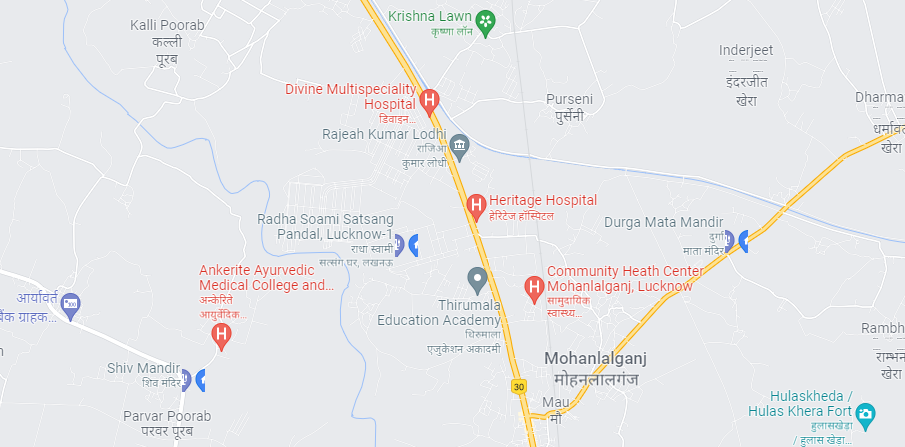 Krishna Lawn
कृष्णा लॉन
Kalli Poorab
कल्ली
पूरब
Inderjeet
इंदरजीत
खेरा
Divine Multispeciality
Hospital
डिवाइन...
Purseni
पुर्सेनी
Dharma
धर्मावत
खेरा
Rajeah Kumar Lodhi
राजिआ
कुमार लोधी
Heritage Hospital
हेरिटेज हॉस्पिटल
Radha Soami Satsang
Pandal, Lucknow-1
राधा स्वामी
सत्संग घर, लखनऊ
Durga Mata Mandir
दुर्गा
माता मंदिर
Ankerite Ayurvedic
Medical College and...
अन्केरिते
आयुर्वेदिक...
Community Heath Center
Mohanlalganj, Lucknow
सामुदायिक
स्वास्थ्य...
आर्यावर्त
बैंक ग्राहक...
Thirumala
Education Academy
थिरुमाला
एजुकेशन अकादमी
Rambh
राम्भन
खेरा
Mohanlalganj
मोहनलालगंज
Shiv Mandir
शिव मंदिर
30
Mau
मौ
Hulaskheda /
Hulas Khera Fort
हुलासखेडा
/ हुलास खेडा...
Parvar Poorab
परवर पूरब